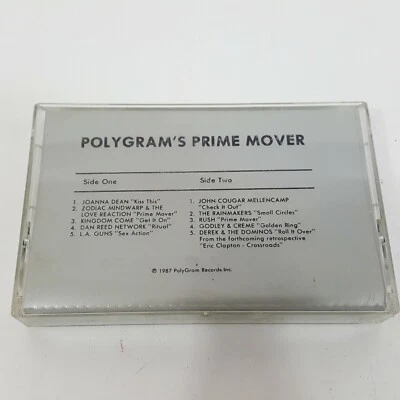 POLYGRAM'S PRIME MOVER
Side One
1. JOANNA DEAN "Kiss This"
2. ZODIAC MINDWARP & THE
LOVE REACTION "Prime Mover"
3. KINGDOM COME "Get It On"
4. DAN REED NETWORK "Ritual"
5. L.A. GUNS "Sex Action"
Side Two
1. JOHN COUGAR MELLENCAMP
"Check It Out"
2. THE RAINMAKERS "Small Circles"
3. RUSH "Prime Mover"
4. GODLEY & CREME "Golden Ring"
5. DEREK & THE DOMINOS "Roll It Over"
From the forthcoming retrospective
"Eric Clapton - Crossroads"
© 1987 PolyGram Records Inc.